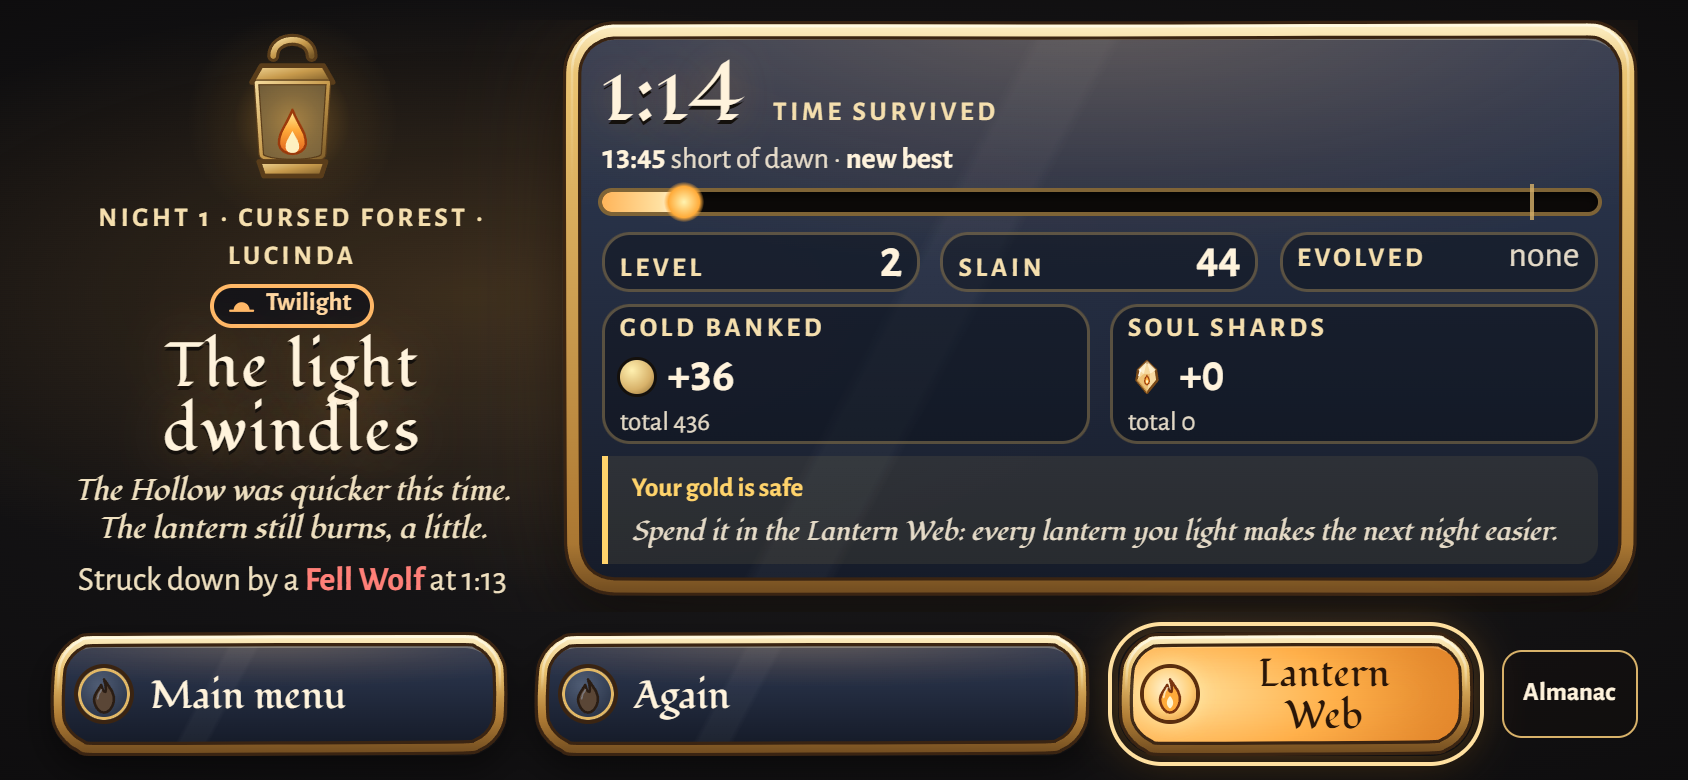 NIGHT 1 · CURSED FOREST ·
LUCINDA
Twilight
The light
dwindles
The Hollow was quicker this time.
The lantern still burns, a little.
Struck down by a Fell Wolf at 1:13
1:14 TIME SURVIVED
13:45 short of dawn · new best
LEVEL 2
SLAIN 44
EVOLVED none
GOLD BANKED
+36
total 436
SOUL SHARDS
+0
total 0
Your gold is safe
Spend it in the Lantern Web: every lantern you light makes the next night easier.
Main menu
Again
Lantern
Web
Almanac